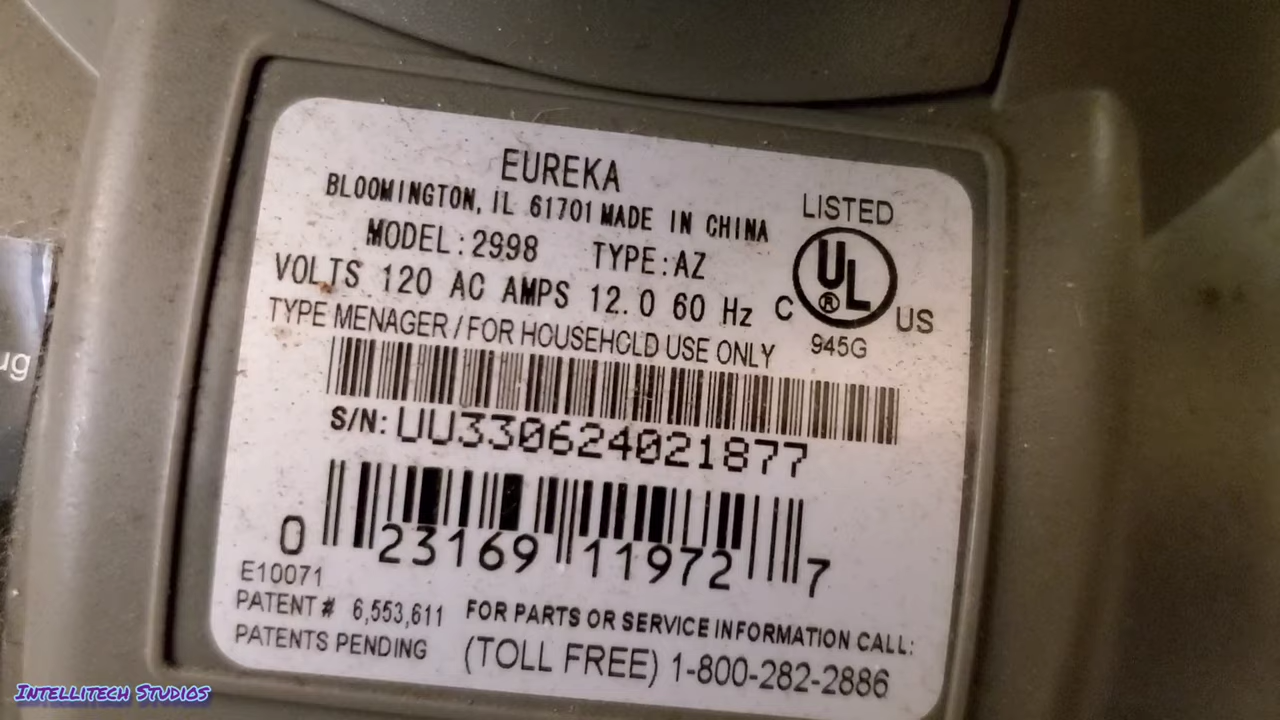 EUREKA
BLOOMINGTON, IL 61701 MADE IN CHINA
MODEL:2998 TYPE:AZ
VOLTS 120 AC AMPS 12.0 60 Hz
TYPE MENAGER / FOR HOUSEHOLD USE ONLY
LISTED
C UL ® US
945G
S/N: UU330624021877
0 23169 11972 7
E10071
PATENT # 6,553,611
PATENTS PENDING
FOR PARTS OR SERVICE INFORMATION CALL:
(TOLL FREE) 1-800-282-2886
ug
Intellitech Studios